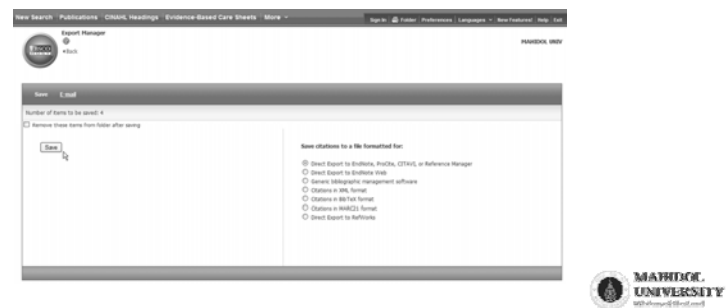 New Search Publications CINAHL Headings Evidence-Based Care Sheets More
Sign In Folder Preferences Languages New Features! Help Exit
Export Manager
MAHIDOL UNIV
EBSCO
◄Back
Save E-mail
Number of items to be saved: 4
Remove these items from folder after saving
Save
Save citations to a file formatted for:
Direct Export to EndNote, ProCite, CITAVI, or Reference Manager
Direct Export to EndNote Web
Generic bibliographic management software
Citations in XML format
Citations in BibTeX format
Citations in MARC21 format
Direct Export to RefWorks
MAHIDOL
UNIVERSITY